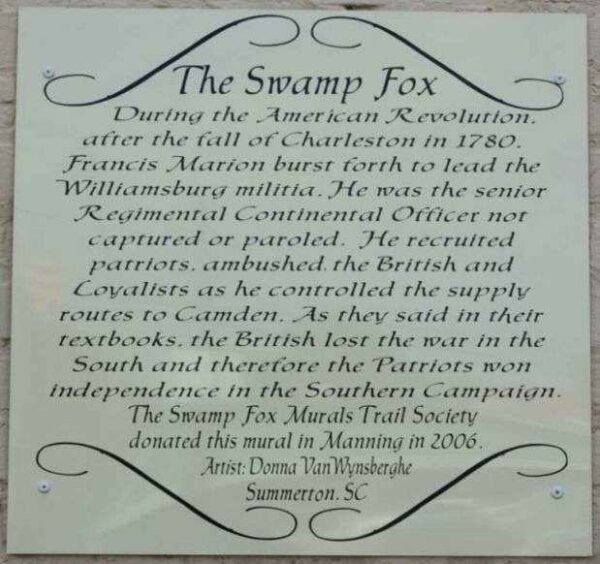 The Swamp Fox
During the American Revolution,
after the fall of Charleston in 1780,
Francis Marion burst forth to lead the
Williamsburg militia. He was the senior
Regimental Continental Officer not
captured or paroled. He recruited
patriots, ambushed, the British and
Loyalists as he controlled the supply
routes to Camden. As they said in their
textbooks, the British lost the war in the
South and therefore the Patriots won
independence in the Southern Campaign.
The Swamp Fox Murals Trail Society
donated this mural in Manning in 2006.
Artist: Donna VanWynsberghe
Summerton, SC